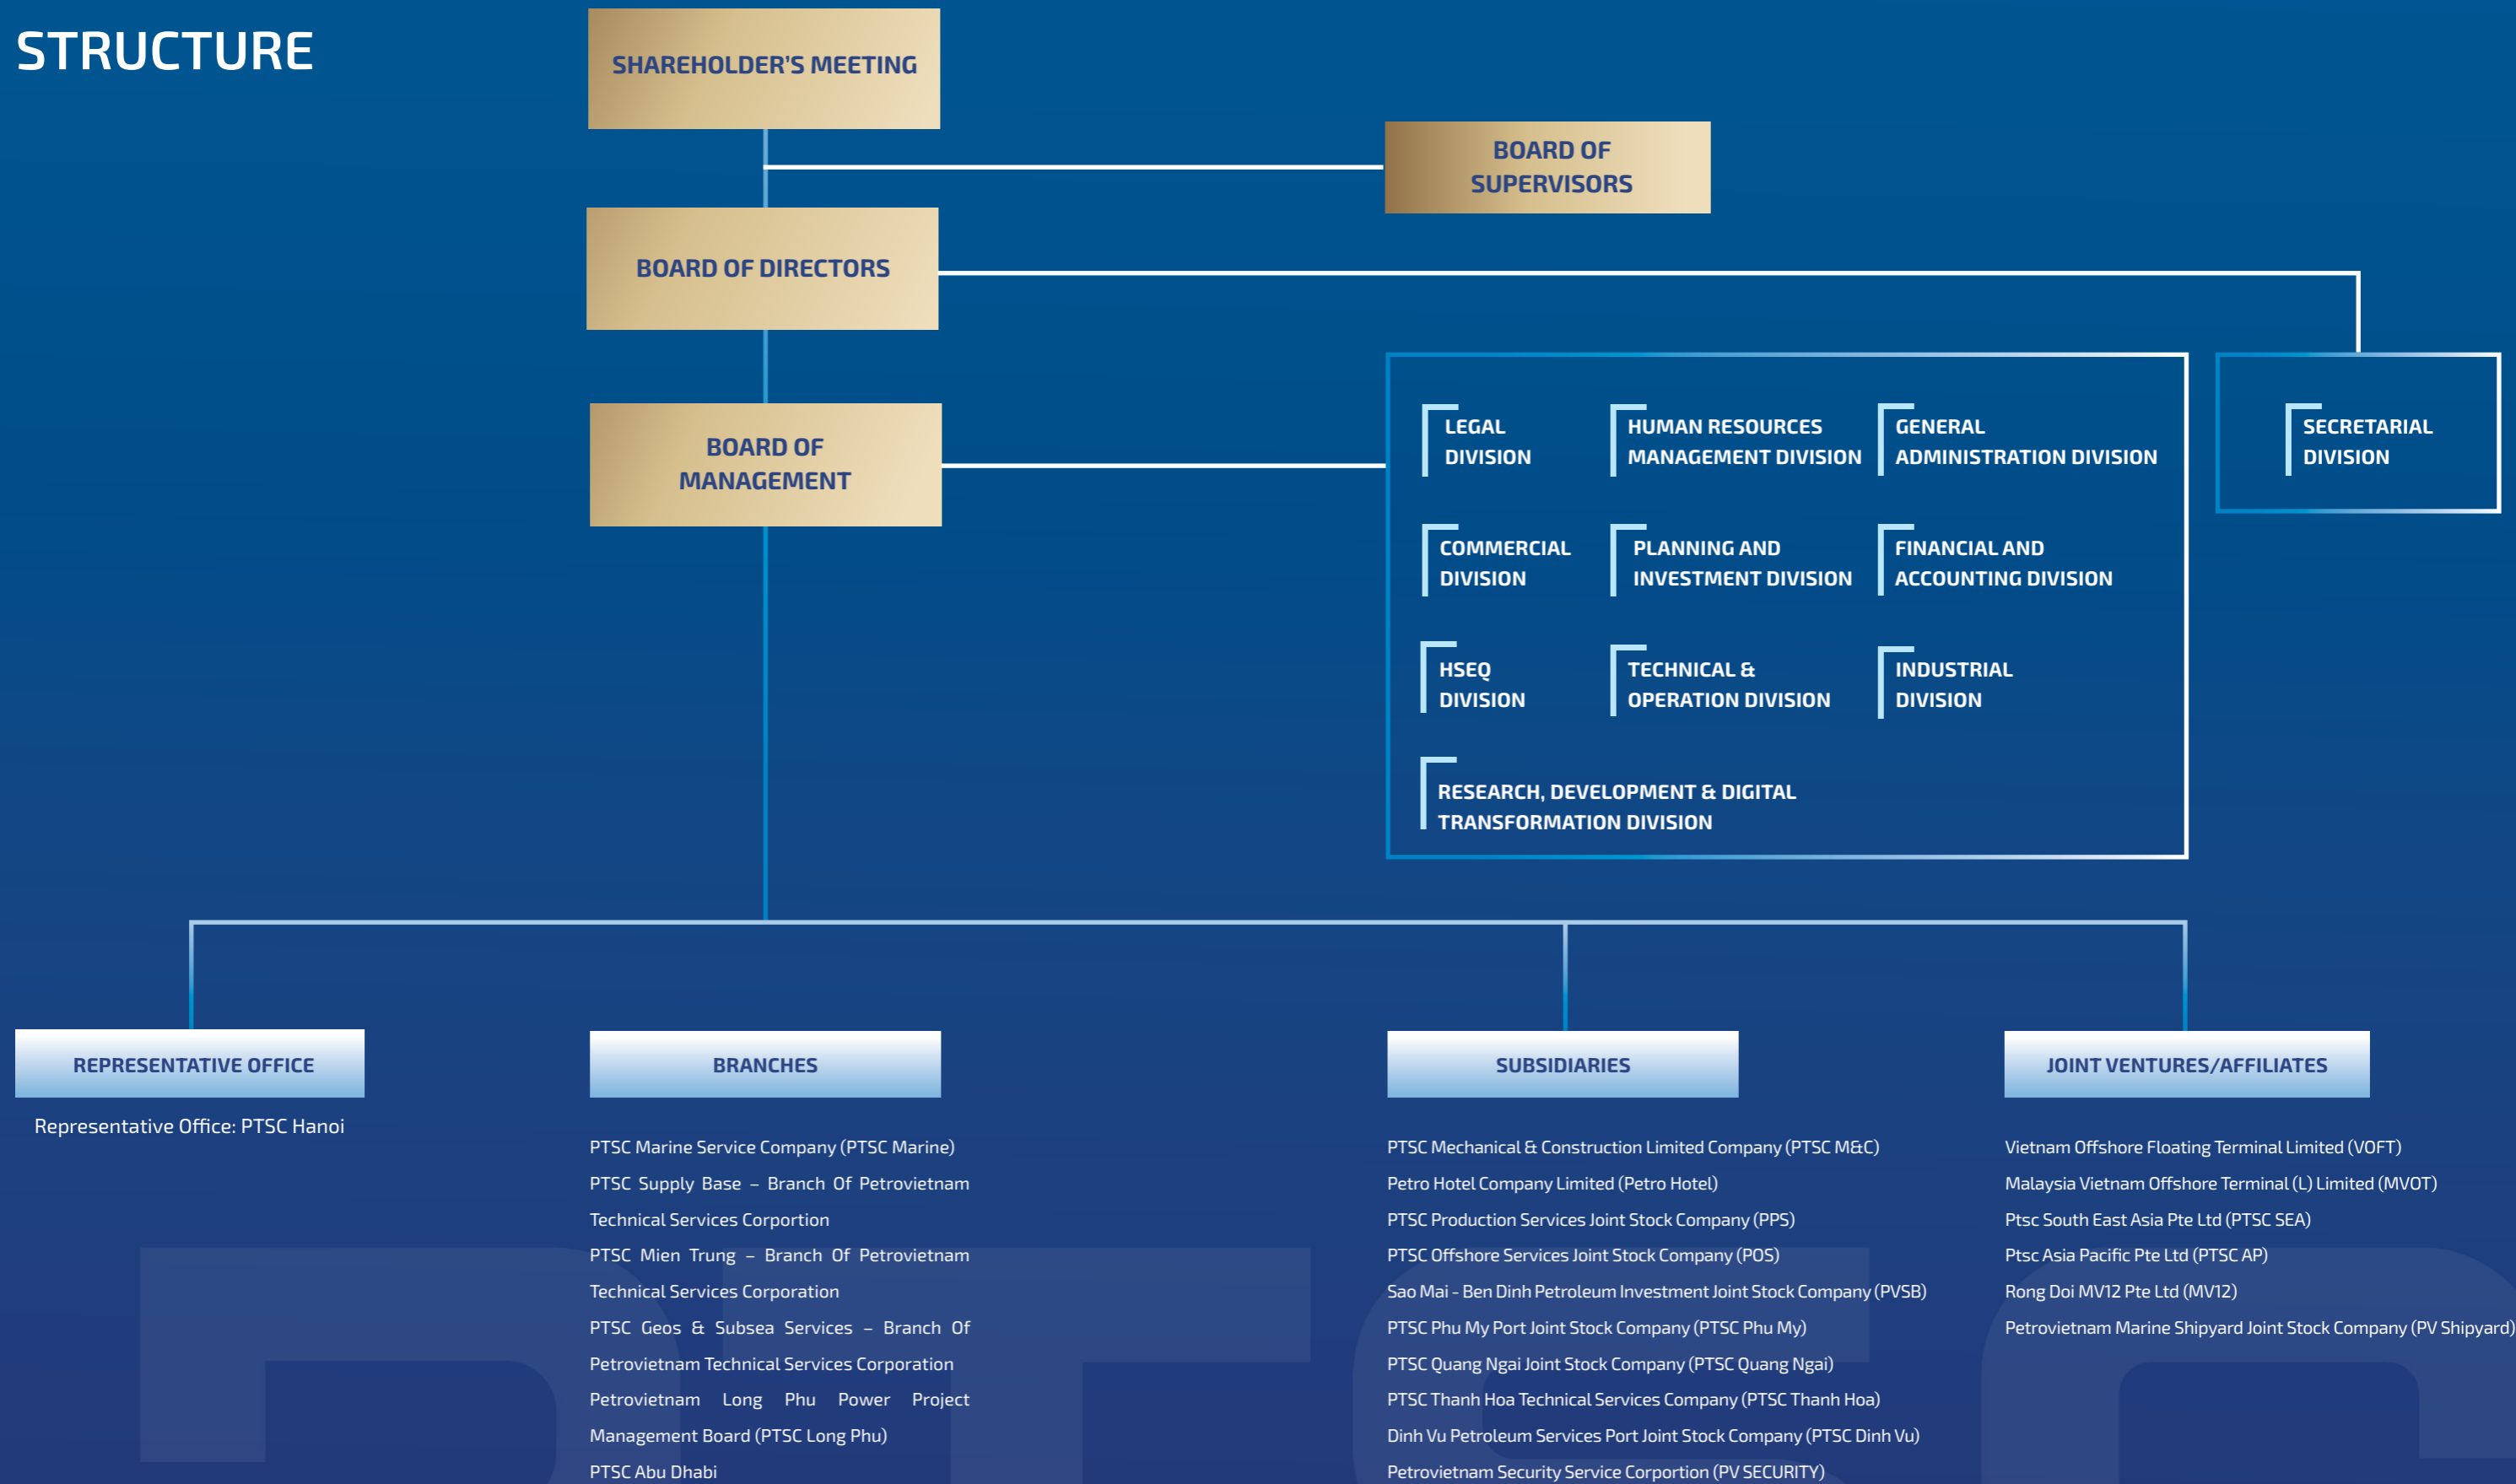 STRUCTURE
SHAREHOLDER'S MEETING
BOARD OF
SUPERVISORS
BOARD OF DIRECTORS
BOARD OF
MANAGEMENT
LEGAL
DIVISION
HUMAN RESOURCES
MANAGEMENT DIVISION
GENERAL
ADMINISTRATION DIVISION
SECRETARIAL
DIVISION
COMMERCIAL
DIVISION
PLANNING AND
INVESTMENT DIVISION
FINANCIAL AND
ACCOUNTING DIVISION
HSEQ
DIVISION
TECHNICAL &
OPERATION DIVISION
INDUSTRIAL
DIVISION
RESEARCH, DEVELOPMENT & DIGITAL
TRANSFORMATION DIVISION
REPRESENTATIVE OFFICE
Representative Office: PTSC Hanoi
BRANCHES
PTSC Marine Service Company (PTSC Marine)
PTSC Supply Base – Branch Of Petrovietnam
Technical Services Corportion
PTSC Mien Trung – Branch Of Petrovietnam
Technical Services Corporation
PTSC Geos & Subsea Services – Branch Of
Petrovietnam Technical Services Corporation
Petrovietnam Long Phu Power Project
Management Board (PTSC Long Phu)
PTSC Abu Dhabi
SUBSIDIARIES
PTSC Mechanical & Construction Limited Company (PTSC M&C)
Petro Hotel Company Limited (Petro Hotel)
PTSC Production Services Joint Stock Company (PPS)
PTSC Offshore Services Joint Stock Company (POS)
Sao Mai - Ben Dinh Petroleum Investment Joint Stock Company (PVSB)
PTSC Phu My Port Joint Stock Company (PTSC Phu My)
PTSC Quang Ngai Joint Stock Company (PTSC Quang Ngai)
PTSC Thanh Hoa Technical Services Company (PTSC Thanh Hoa)
Dinh Vu Petroleum Services Port Joint Stock Company (PTSC Dinh Vu)
Petrovietnam Security Service Corportion (PV SECURITY)
JOINT VENTURES/AFFILIATES
Vietnam Offshore Floating Terminal Limited (VOFT)
Malaysia Vietnam Offshore Terminal (L) Limited (MVOT)
Ptsc South East Asia Pte Ltd (PTSC SEA)
Ptsc Asia Pacific Pte Ltd (PTSC AP)
Rong Doi MV12 Pte Ltd (MV12)
Petrovietnam Marine Shipyard Joint Stock Company (PV Shipyard)